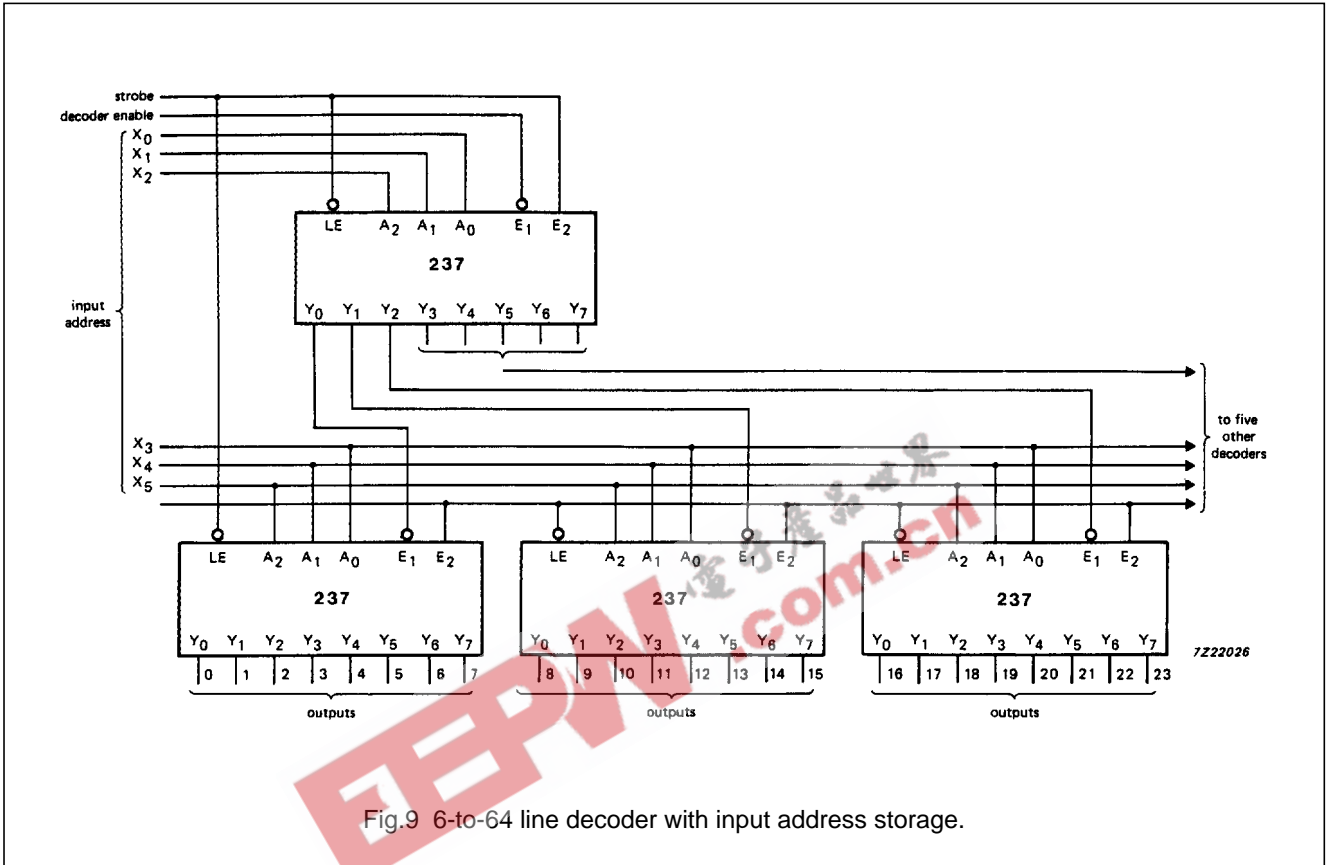 strobe
decoder enable
X0
X1
X2
LE A2 A1 A0 E1 E2
237
Y0 Y1 Y2 Y3 Y4 Y5 Y6 Y7
input
address
to five
other
decoders
X3
X4
X5
LE A2 A1 A0 E1 E2
237
Y0 Y1 Y2 Y3 Y4 Y5 Y6 Y7
0 1 2 3 4 5 6 7
outputs
LE A2 A1 A0 E1 E2
237
Y0 Y1 Y2 Y3 Y4 Y5 Y6 Y7
8 9 10 11 12 13 14 15
outputs
LE A2 A1 A0 E1 E2
237
Y0 Y1 Y2 Y3 Y4 Y5 Y6 Y7
16 17 18 19 20 21 22 23
outputs
7Z22026
EEPW.com.cn
電子產品世界
Fig.9 6-to-64 line decoder with input address storage.